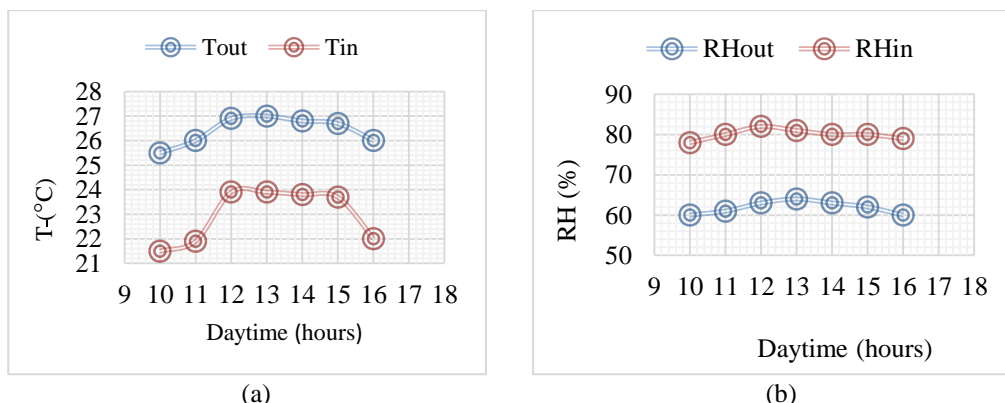 Tout Tin
28
27
26
25
24
23
22
21
T-(°C)
9 10 11 12 13 14 15 16 17 18
Daytime (hours)
(a)
RHout RHin
90
80
70
60
50
RH (%)
9 10 11 12 13 14 15 16 17 18
Daytime (hours)
(b)